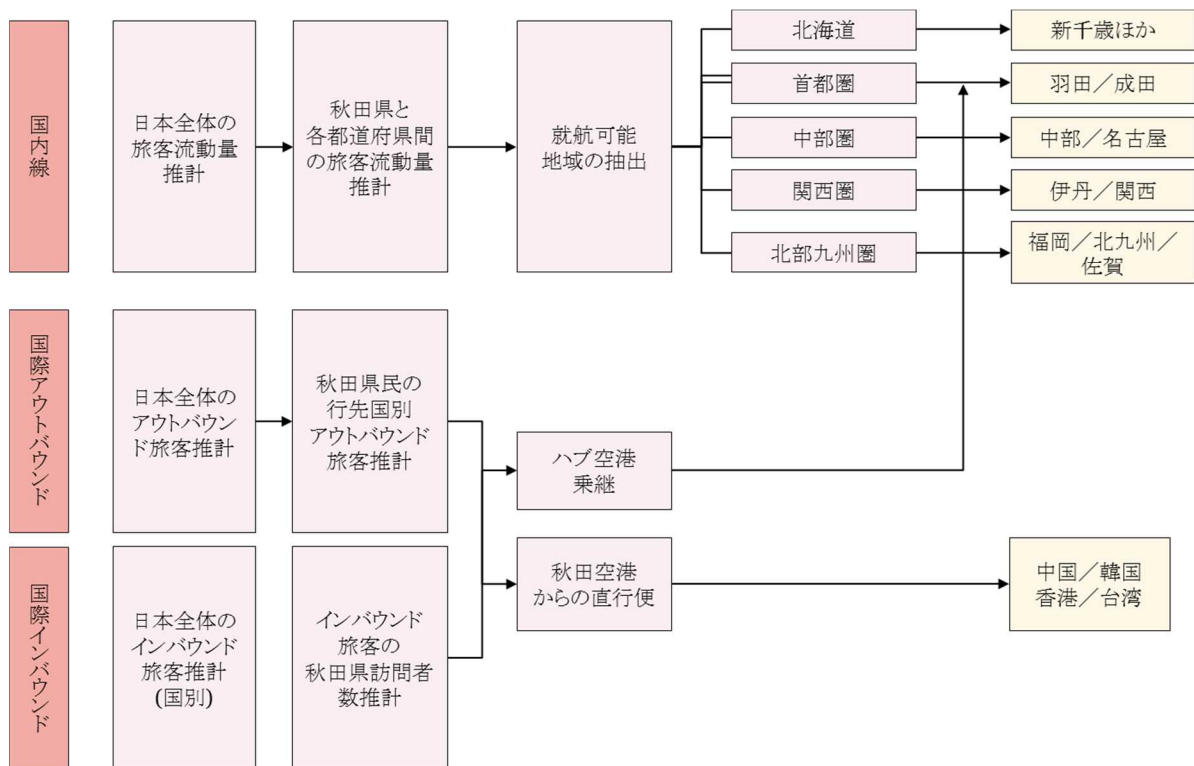 国内線
日本全体の
旅客流動量
推計
秋田県と
各都道府県間
の旅客流動量
推計
就航可能
地域の抽出
北海道
新千歳ほか
首都圏
羽田／成田
中部圏
中部／名古屋
関西圏
伊丹／関西
北部九州圏
福岡／北九州／
佐賀
国際アウトバウンド
日本全体の
アウトバウン
ド旅客推計
秋田県民の
行先国別
アウトバウンド
旅客推計
ハブ空港
乗継
国際インバウンド
日本全体の
インバウンド
旅客推計
(国別)
インバウンド
旅客の
秋田県訪問者
数推計
秋田空港
からの直行便
中国／韓国
香港／台湾